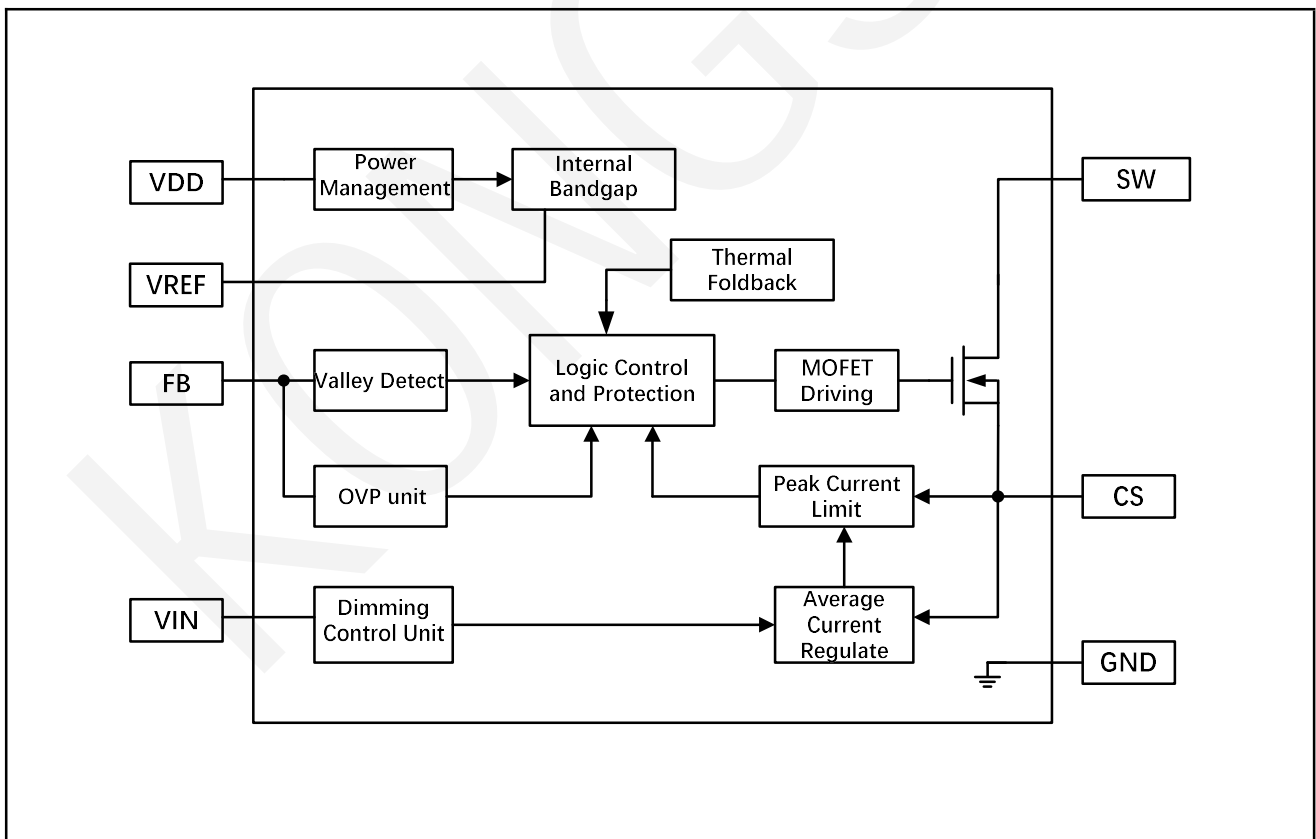 VDD
Power
Management
Internal
Bandgap
SW
VREF
Thermal
Foldback
FB
Valley Detect
Logic Control
and Protection
MOFET
Driving
OVP unit
Peak Current
Limit
CS
VIN
Dimming
Control Unit
Average
Current
Regulate
GND